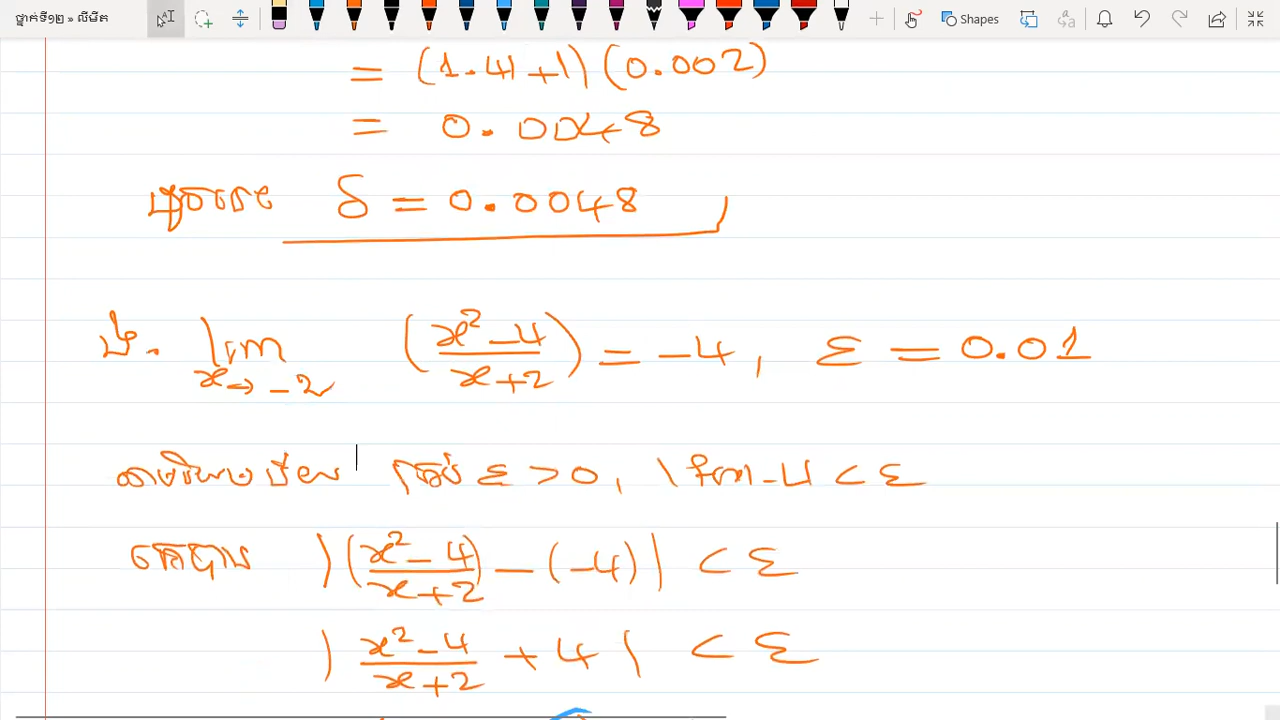 ថ្នាក់ទី១២ » លីមីត
Shapes
= (1.41+1)(0.002)
= 0.0048
ដូចនេះ δ = 0.0048
lim x→-2 (x²-4/x+2) = -4, ε = 0.01
តាមនិយមន័យ គ្រប់ ε > 0, |f(x)-L| < ε
គេបាន |(x²-4/x+2) - (-4)| < ε
|x²-4/x+2 + 4| < ε